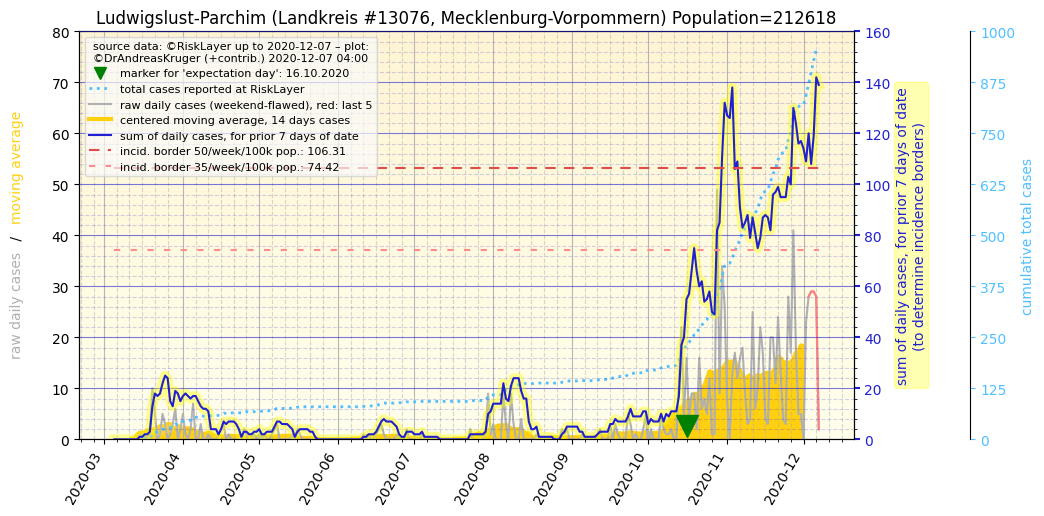 Ludwigslust-Parchim (Landkreis #13076, Mecklenburg-Vorpommern) Population=212618
source data: ©RiskLayer up to 2020-12-07 – plot:
©DrAndreasKruger (+contrib.) 2020-12-07 04:00
marker for 'expectation day': 16.10.2020
total cases reported at RiskLayer
raw daily cases (weekend-flawed), red: last 5
centered moving average, 14 days cases
sum of daily cases, for prior 7 days of date
incid. border 50/week/100k pop.: 106.31
incid. border 35/week/100k pop.: 74.42
raw daily cases / moving average
80
70
60
50
40
30
20
10
0
160
140
120
100
80
60
40
20
0
sum of daily cases, for prior 7 days of date
(to determine incidence borders)
1000
875
750
625
500
375
250
125
0
cumulative total cases
2020-03
2020-04
2020-05
2020-06
2020-07
2020-08
2020-09
2020-10
2020-11
2020-12